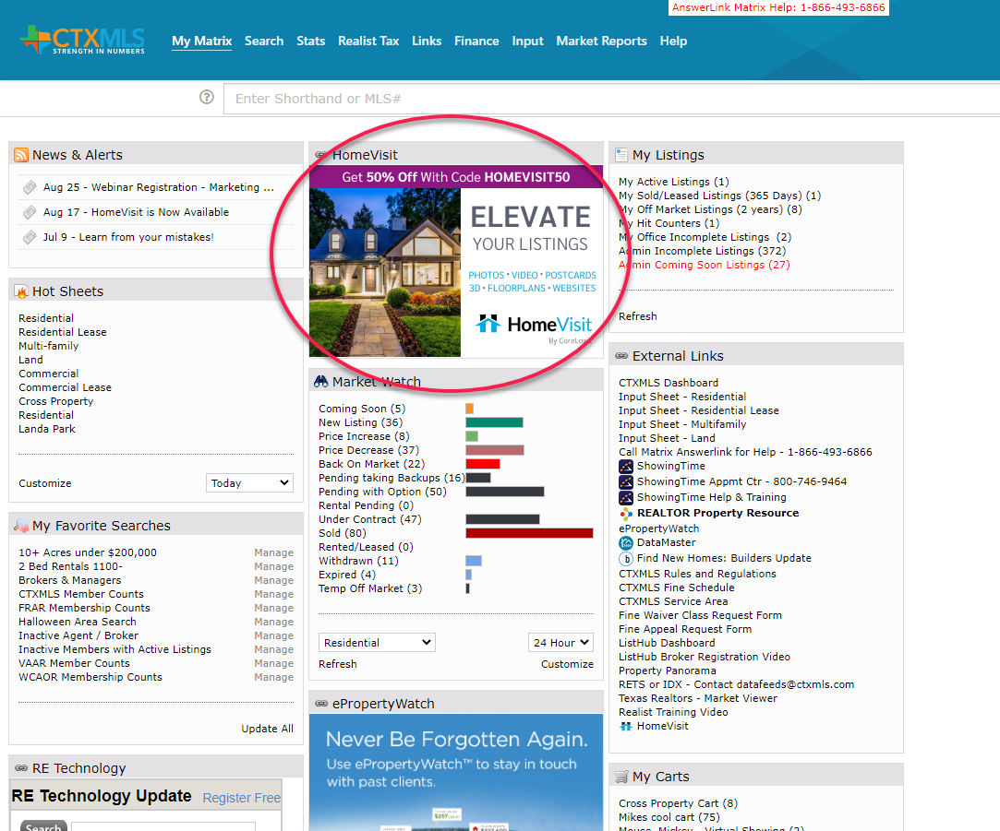 AnswerLink Matrix Help: 1-866-493-6866
CTXMLS
STRENGTH IN NUMBERS
My Matrix Search Stats Realist Tax Links Finance Input Market Reports Help
Enter Shorthand or MLS#
News & Alerts
Aug 25 - Webinar Registration - Marketing ...
Aug 17 - HomeVisit is Now Available
Jul 9 - Learn from your mistakes!
Hot Sheets
Residential
Residential Lease
Multi-family
Land
Commercial
Commercial Lease
Cross Property
Residential
Landa Park
Customize Today
My Favorite Searches
10+ Acres under $200,000 Manage
2 Bed Rentals 1100- Manage
Brokers & Managers Manage
CTXMLS Member Counts Manage
FRAR Membership Counts Manage
Halloween Area Search Manage
Inactive Agent / Broker Manage
Inactive Members with Active Listings Manage
VAAR Member Counts Manage
WCAOR Membership Counts Manage
Update All
RE Technology
RE Technology Update Register Free
Search
HomeVisit
Get 50% Off With Code HOMEVISIT50
ELEVATE
YOUR LISTINGS
PHOTOS • VIDEO • POSTCARDS
3D • FLOORPLANS • WEBSITES
HomeVisit
By CoreLogic
Market Watch
Coming Soon (5)
New Listing (36)
Price Increase (8)
Price Decrease (37)
Back On Market (22)
Pending taking Backups (16)
Pending with Option (50)
Rental Pending (0)
Under Contract (47)
Sold (80)
Rented/Leased (0)
Withdrawn (11)
Expired (4)
Temp Off Market (3)
Residential 24 Hour
Refresh Customize
ePropertyWatch
Never Be Forgotten Again.
Use ePropertyWatch™ to stay in touch
with past clients.
$257/
My Listings
My Active Listings (1)
My Sold/Leased Listings (365 Days) (1)
My Off Market Listings (2 years) (8)
My Hit Counters (1)
My Office Incomplete Listings (2)
Admin Incomplete Listings (372)
Admin Coming Soon Listings (27)
Refresh
External Links
CTXMLS Dashboard
Input Sheet - Residential
Input Sheet - Residential Lease
Input Sheet - Multifamily
Input Sheet - Land
Call Matrix Answerlink for Help - 1-866-493-6866
ShowingTime
ShowingTime Appmt Ctr - 800-746-9464
ShowingTime Help & Training
REALTOR Property Resource
ePropertyWatch
DataMaster
Find New Homes: Builders Update
CTXMLS Rules and Regulations
CTXMLS Fine Schedule
CTXMLS Service Area
Fine Waiver Class Request Form
Fine Appeal Request Form
ListHub Dashboard
ListHub Broker Registration Video
Property Panorama
RETS or IDX - Contact datafeeds@ctxmls.com
Texas Realtors - Market Viewer
Realist Training Video
HomeVisit
My Carts
Cross Property Cart (8)
Mikes cool cart (75)
Mouse, Mickey - Virtual Showing (2)